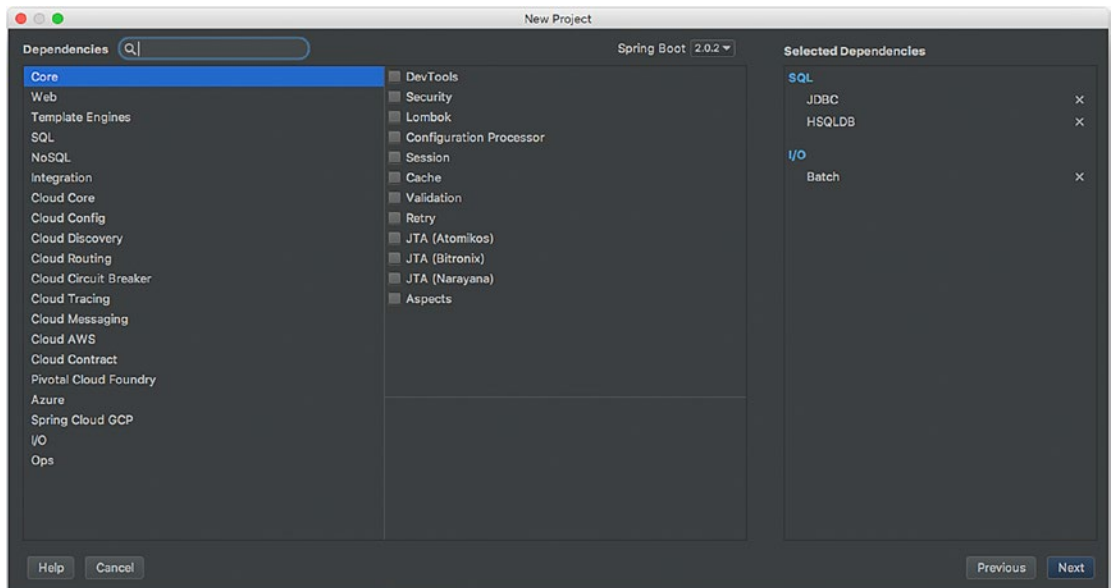 New Project
Dependencies
Spring Boot 2.0.2
Core
Web
Template Engines
SQL
NoSQL
Integration
Cloud Core
Cloud Config
Cloud Discovery
Cloud Routing
Cloud Circuit Breaker
Cloud Tracing
Cloud Messaging
Cloud AWS
Cloud Contract
Pivotal Cloud Foundry
Azure
Spring Cloud GCP
I/O
Ops
DevTools
Security
Lombok
Configuration Processor
Session
Cache
Validation
Retry
JTA (Atomikos)
JTA (Bitronix)
JTA (Narayana)
Aspects
Selected Dependencies
SQL
JDBC
HSQLDB
I/O
Batch
Help
Cancel
Previous
Next